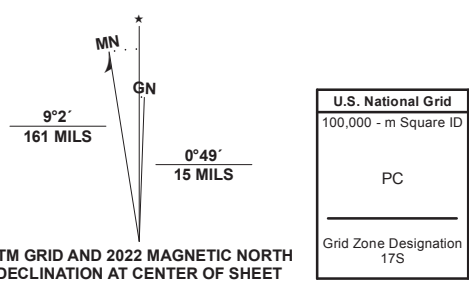 ★
MN
GN
9°2´
161 MILS
0°49´
15 MILS
TM GRID AND 2022 MAGNETIC NORTH
DECLINATION AT CENTER OF SHEET
U.S. National Grid
100,000 - m Square ID
PC
Grid Zone Designation
17S